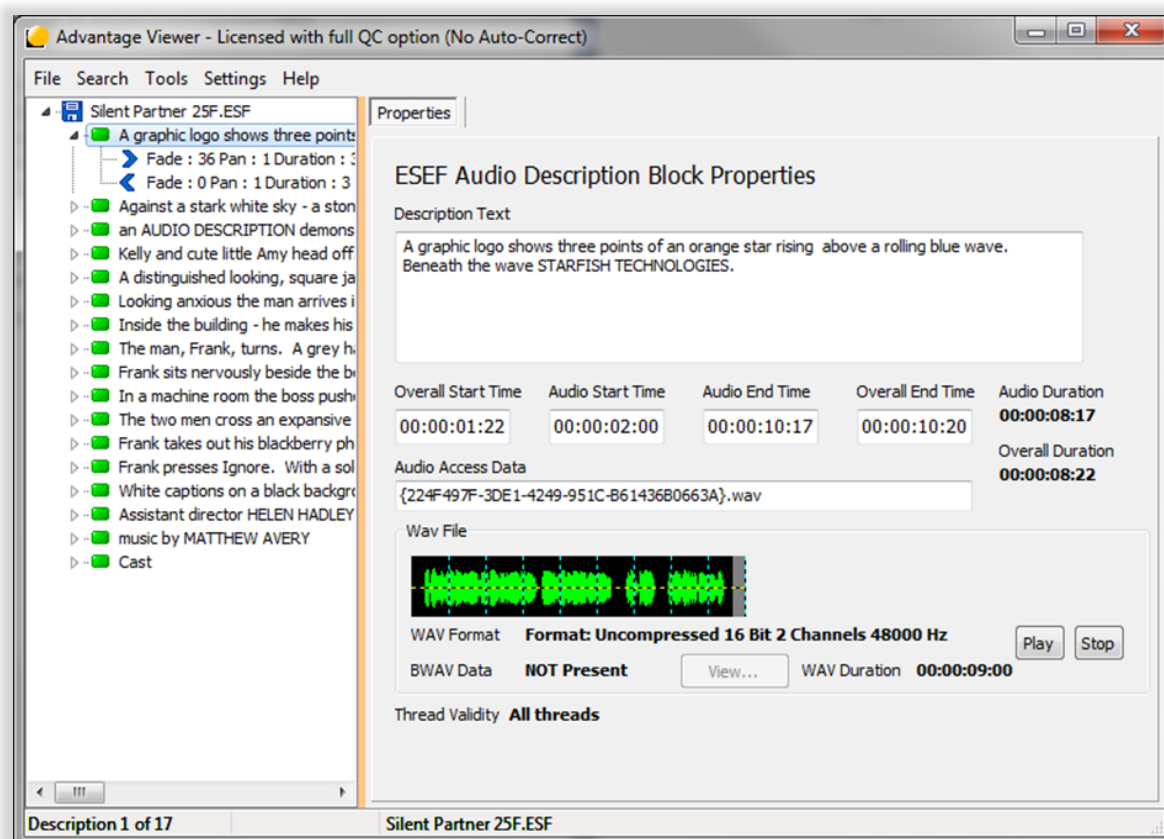 Advantage Viewer - Licensed with full QC option (No Auto-Correct)
File Search Tools Settings Help
Silent Partner 25F.ESF
A graphic logo shows three points
Fade : 36 Pan : 1 Duration : 3
Fade : 0 Pan : 1 Duration : 3
Against a stark white sky - a ston
an AUDIO DESCRIPTION demons
Kelly and cute little Amy head off
A distinguished looking, square ja
Looking anxious the man arrives i
Inside the building - he makes his
The man, Frank, turns. A grey ha
Frank sits nervously beside the be
In a machine room the boss push
The two men cross an expansive
Frank takes out his blackberry ph
Frank presses Ignore. With a sol
White captions on a black backgro
Assistant director HELEN HADLEY
music by MATTHEW AVERY
Cast
Properties
ESEF Audio Description Block Properties
Description Text
A graphic logo shows three points of an orange star rising above a rolling blue wave.
Beneath the wave STARFISH TECHNOLOGIES.
Overall Start Time Audio Start Time Audio End Time Overall End Time Audio Duration
00:00:01:22 00:00:02:00 00:00:10:17 00:00:10:20 00:00:08:17
Overall Duration
00:00:08:22
Audio Access Data
{224F497F-3DE1-4249-951C-B61436B0663A}.wav
Wav File
WAV Format Format: Uncompressed 16 Bit 2 Channels 48000 Hz
Play Stop
BWAV Data NOT Present View... WAV Duration 00:00:09:00
Thread Validity All threads
Description 1 of 17 Silent Partner 25F.ESF